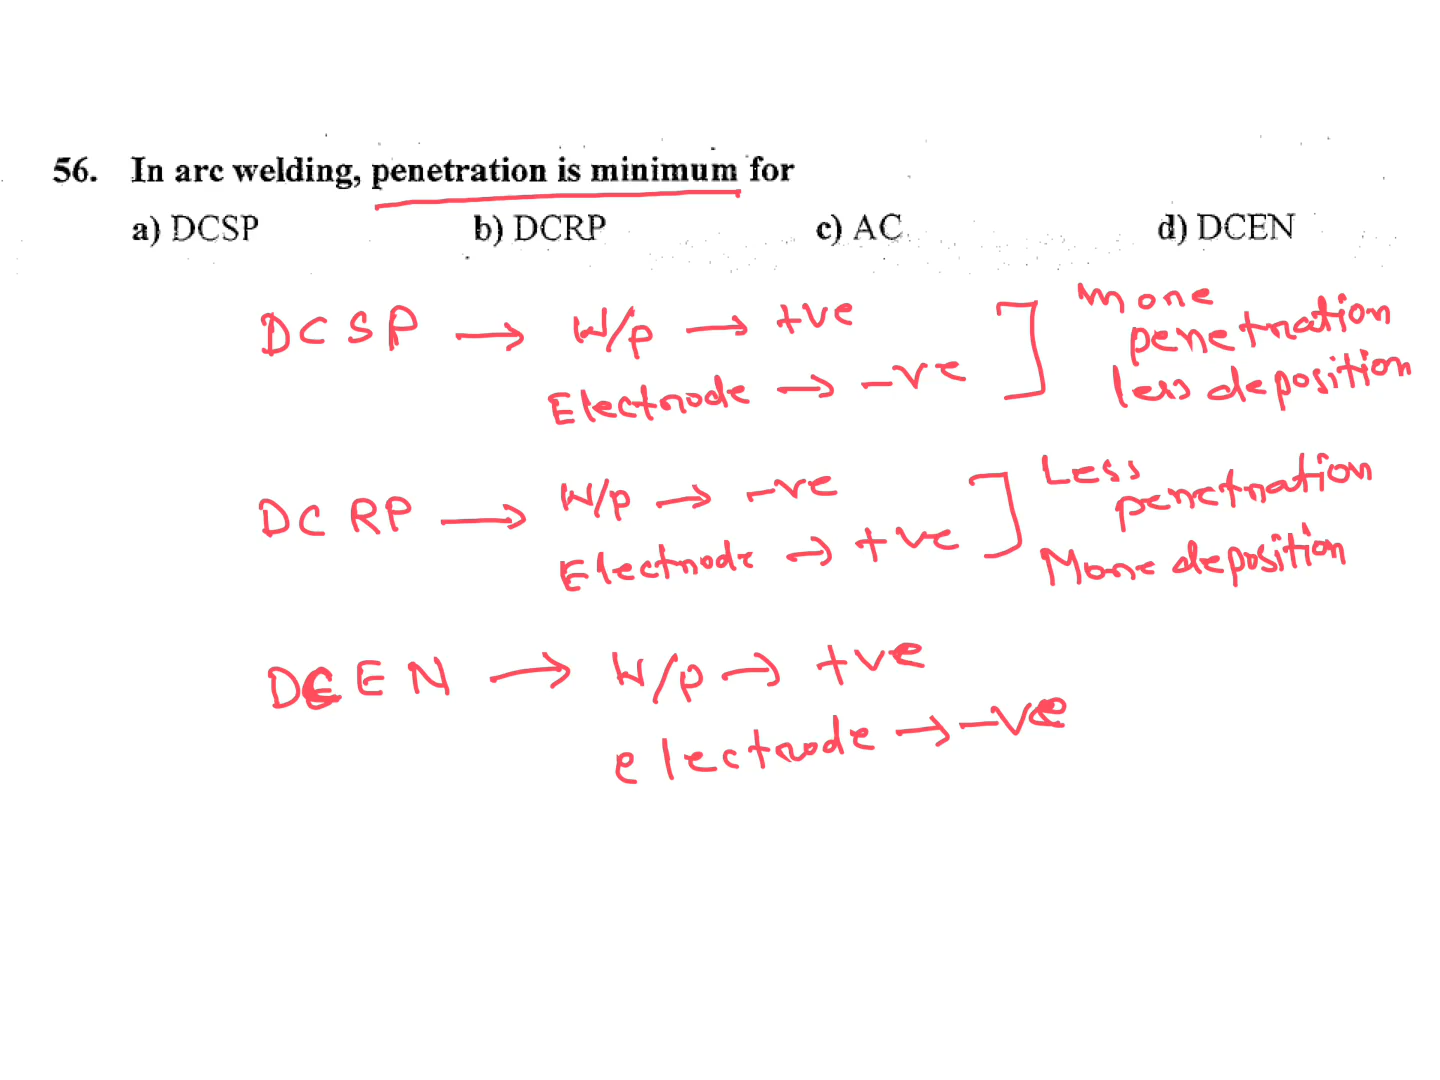 56. In arc welding, penetration is minimum for
a) DCSP b) DCRP c) AC d) DCEN
DCSP → W/p → +ve
Electrode → -ve
more
penetration
less deposition
DC RP → W/p → -ve
Electrode → +ve
Less
penetration
More deposition
DCEN → W/p → +ve
electrode → -ve